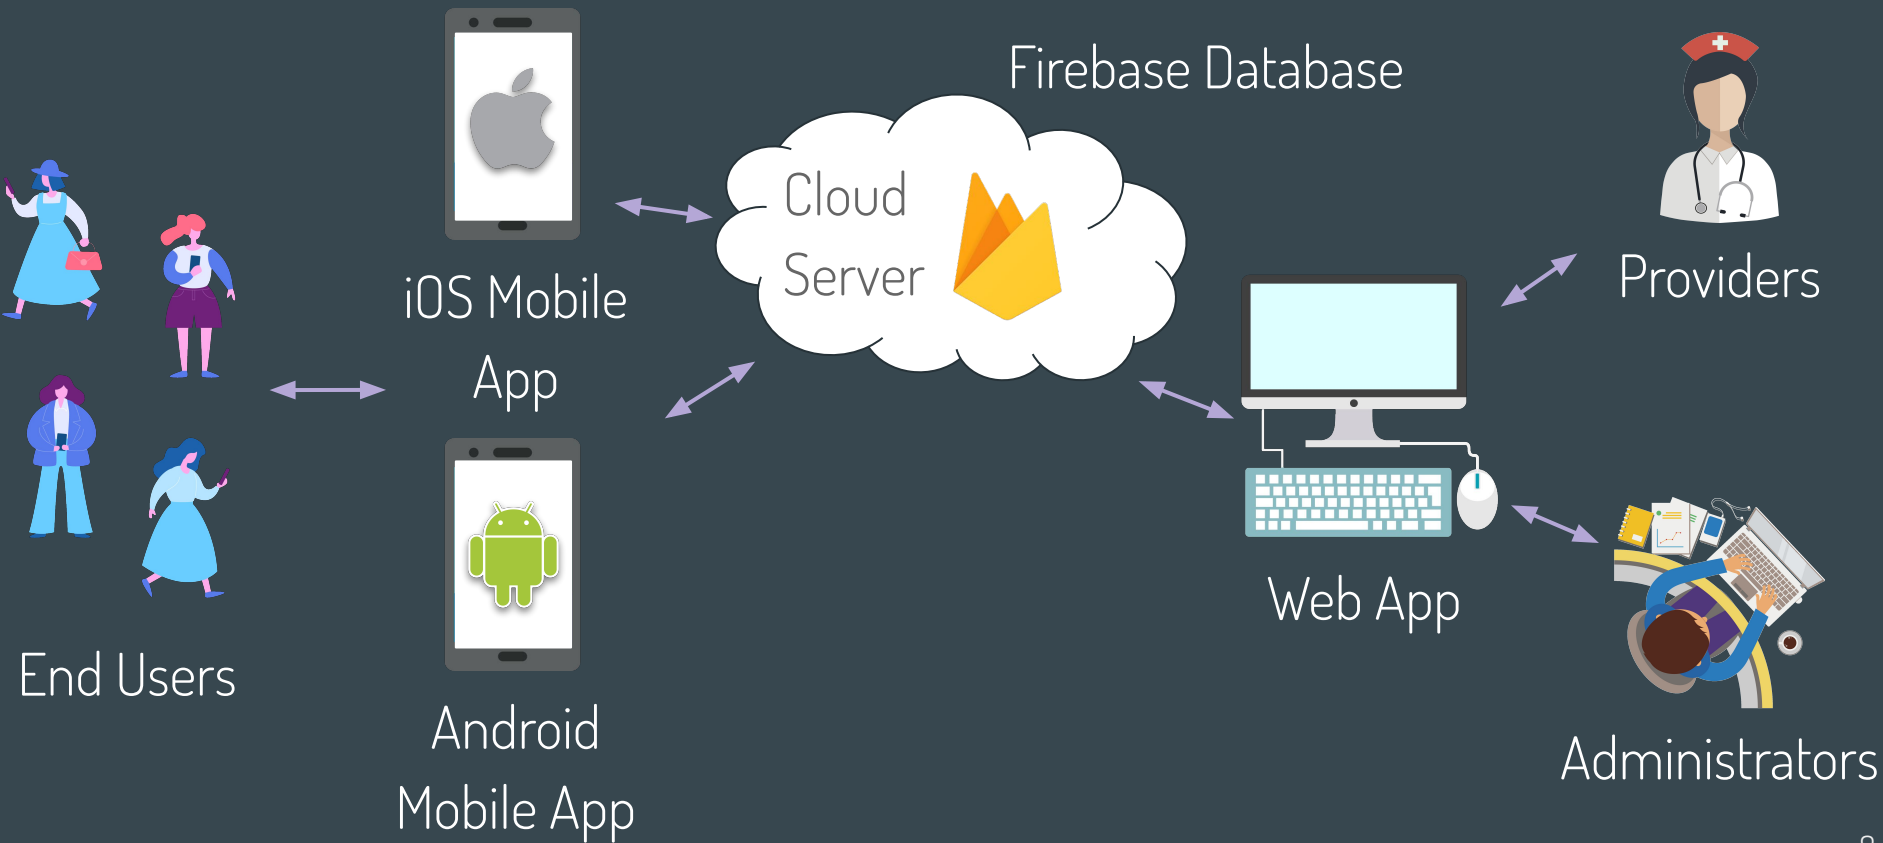 Firebase Database
Cloud
Server
iOS Mobile
App
Providers
End Users
Android
Mobile App
Web App
Administrators